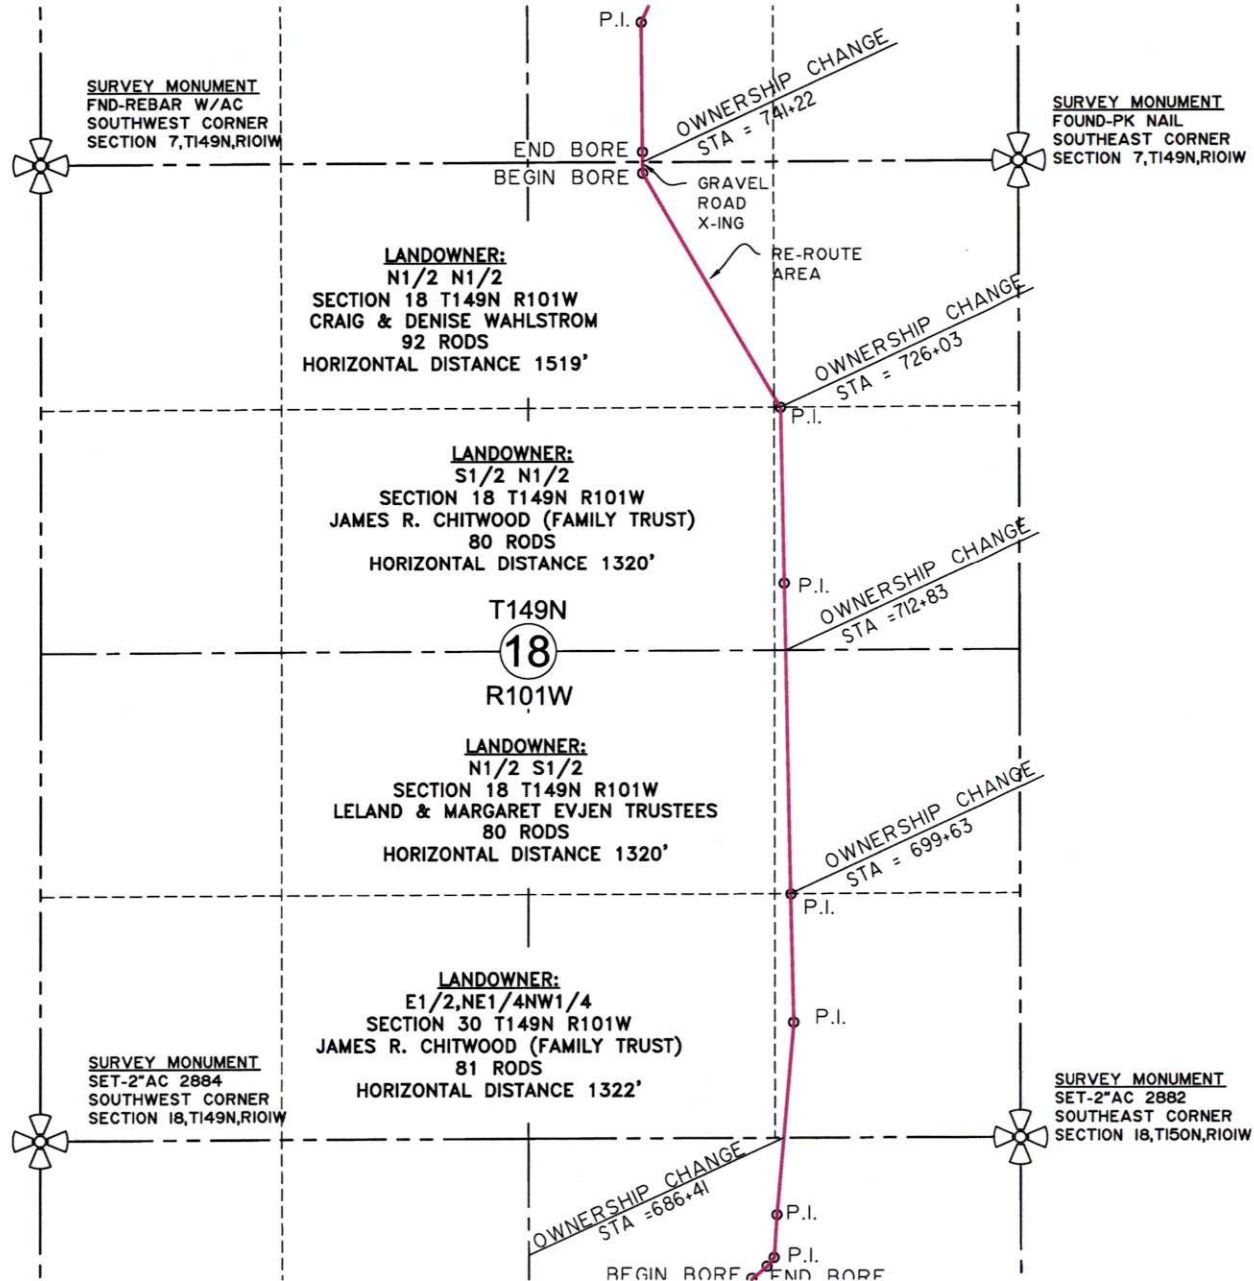 P.I.
OWNERSHIP CHANGE
STA = 741+22
SURVEY MONUMENT
FND-REBAR W/AC
SOUTHWEST CORNER
SECTION 7,T149N,R101W
SURVEY MONUMENT
FOUND-PK NAIL
SOUTHEAST CORNER
SECTION 7,T149N,R101W
END BORE
BEGIN BORE
GRAVEL
ROAD
X-ING
RE-ROUTE
AREA
LANDOWNER:
N1/2 N1/2
SECTION 18 T149N R101W
CRAIG & DENISE WAHLSTROM
92 RODS
HORIZONTAL DISTANCE 1519'
OWNERSHIP CHANGE
STA = 726+03
P.I.
LANDOWNER:
S1/2 N1/2
SECTION 18 T149N R101W
JAMES R. CHITWOOD (FAMILY TRUST)
80 RODS
HORIZONTAL DISTANCE 1320'
P.I.
OWNERSHIP CHANGE
STA =712+83
T149N
18
R101W
LANDOWNER:
N1/2 S1/2
SECTION 18 T149N R101W
LELAND & MARGARET EVJEN TRUSTEES
80 RODS
HORIZONTAL DISTANCE 1320'
OWNERSHIP CHANGE
STA = 699+63
P.I.
LANDOWNER:
E1/2,NE1/4NW1/4
SECTION 30 T149N R101W
JAMES R. CHITWOOD (FAMILY TRUST)
81 RODS
HORIZONTAL DISTANCE 1322'
P.I.
SURVEY MONUMENT
SET-2"AC 2884
SOUTHWEST CORNER
SECTION 18,T149N,R101W
SURVEY MONUMENT
SET-2"AC 2882
SOUTHEAST CORNER
SECTION 18,T150N,R101W
OWNERSHIP CHANGE
STA =686+41
P.I.
P.I.
BEGIN BORE
END BORE